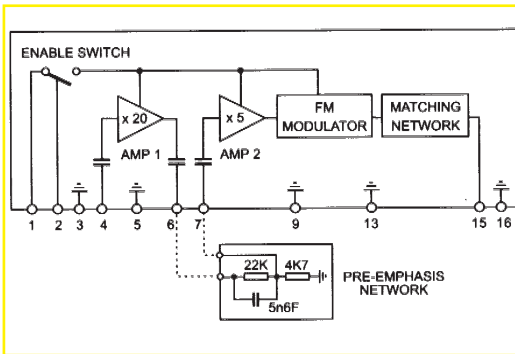 ENABLE SWITCH
x 20
x 5
FM
MODULATOR
MATCHING
NETWORK
AMP 1
AMP 2
1 2 3 4 5 6 7 9 13 15 16
22K 4K7
5n6F
PRE-EMPHASIS
NETWORK